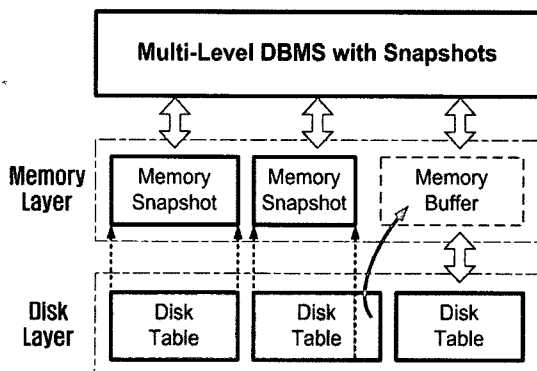 Multi-Level DBMS with Snapshots
Memory
Layer
Memory
Snapshot
Memory
Snapshot
Memory
Buffer
Disk
Layer
Disk
Table
Disk
Table
Disk
Table